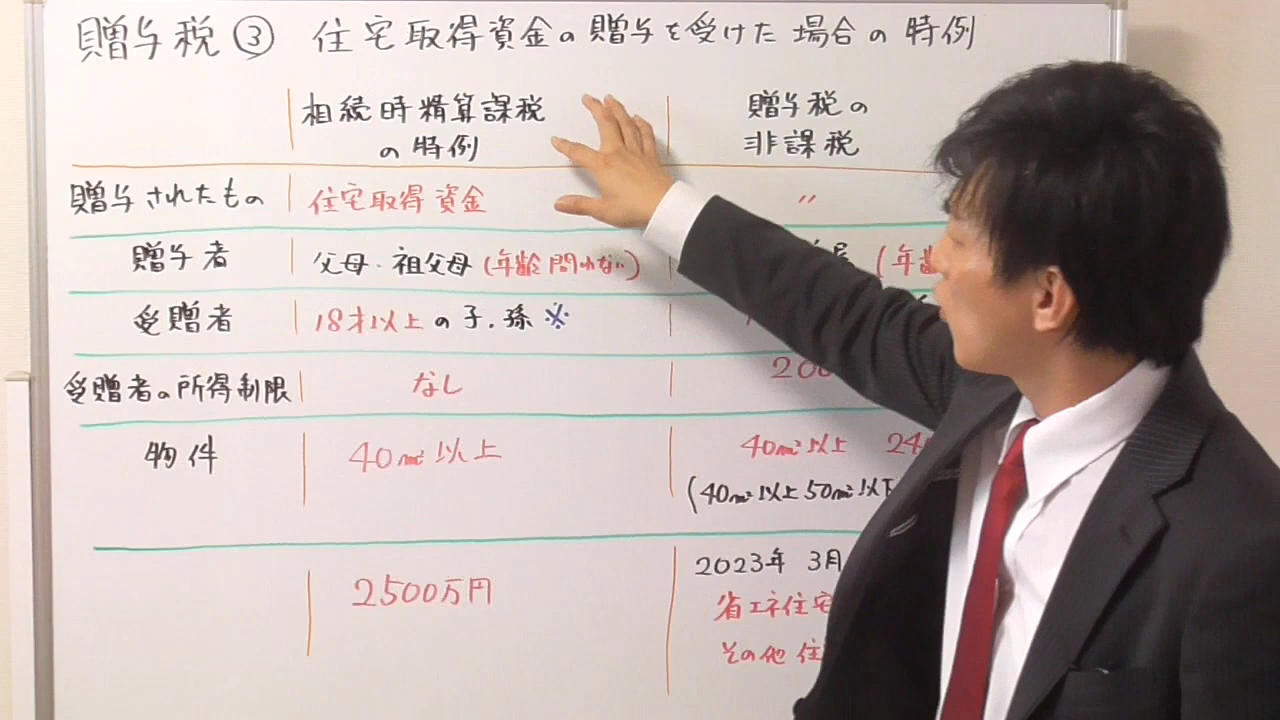 贈与税③ 住宅取得資金の贈与を受けた場合の特例
相続時精算課税の特例 贈与税の非課税
贈与されたもの 住宅取得資金 〃
贈与者 父母・祖父母(年齢問わない) (年齢
受贈者 18才以上の子・孫※
受贈者の所得制限 なし 200
物件 40㎡以上 40㎡以上 24
(40㎡以上50㎡以下
2500万円 2023年 3月
省エネ住宅
その他 住